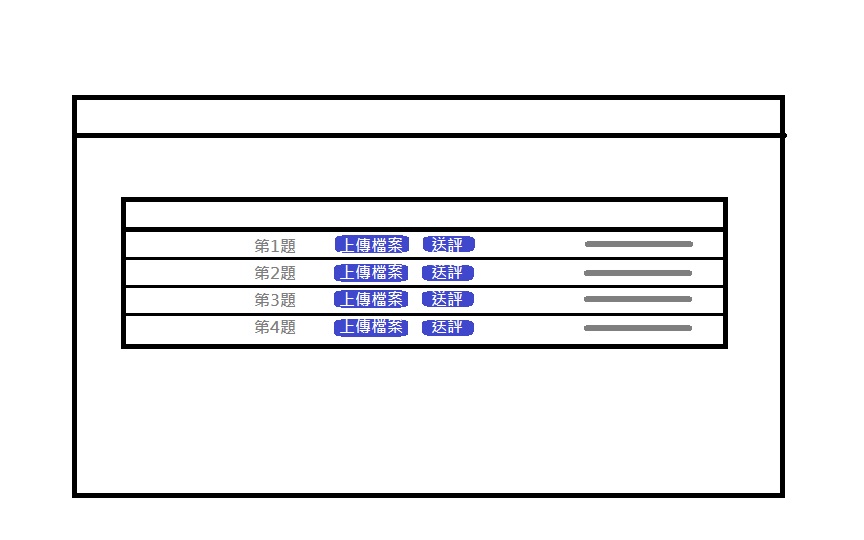 第1題 上傳檔案 送評
第2題 上傳檔案 送評
第3題 上傳檔案 送評
第4題 上傳檔案 送評